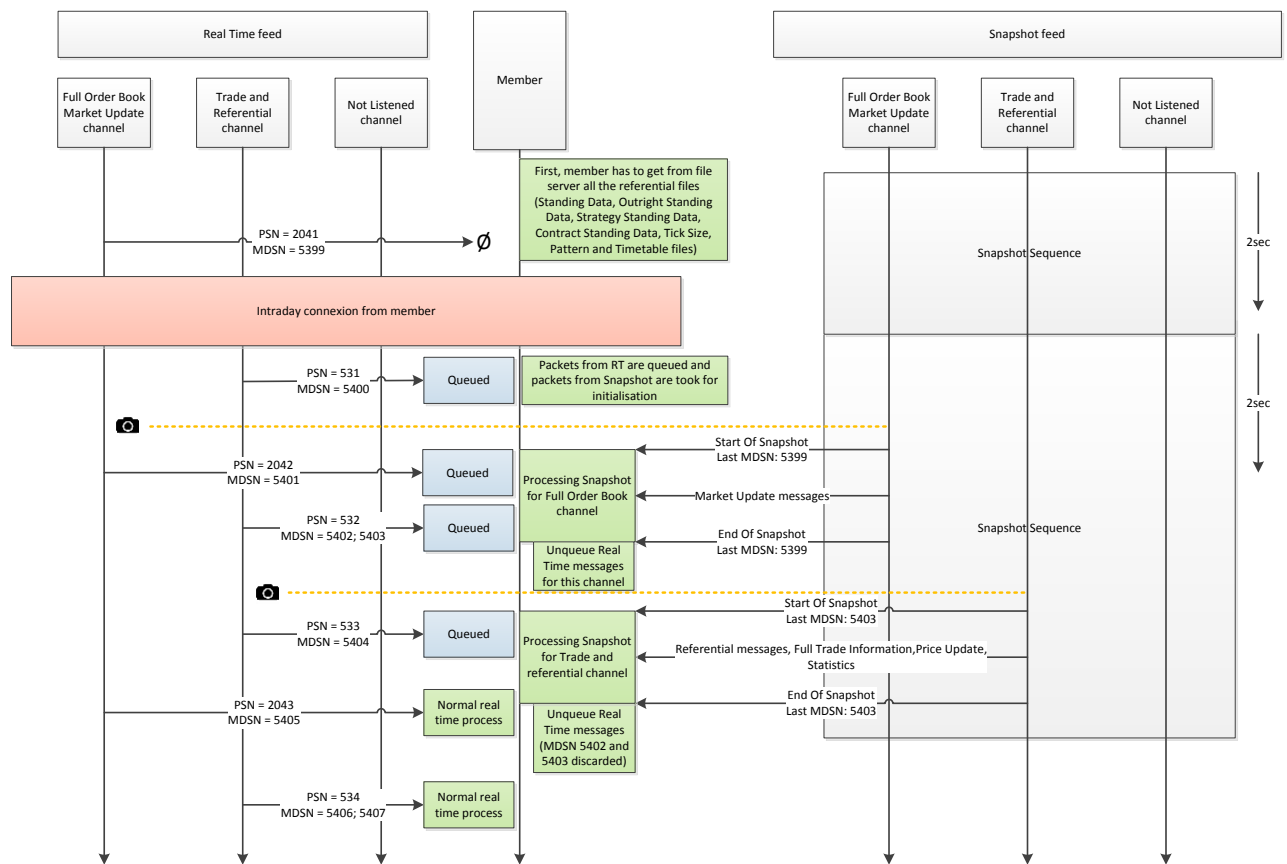 Real Time feed
Member
Snapshot feed
Full Order Book
Market Update
channel
Trade and
Referential
channel
Not Listened
channel
Full Order Book
Market Update
channel
Trade and
Referential
channel
Not Listened
channel
First, member has to get from file
server all the referential files
(Standing Data, Outright Standing
Data, Strategy Standing Data,
Contract Standing Data, Tick Size,
Pattern and Timetable files)
PSN = 2041
MDSN = 5399
Ø
Snapshot Sequence
2sec
Intraday connexion from member
PSN = 531
MDSN = 5400
Queued
Packets from RT are queued and
packets from Snapshot are took for
initialisation
2sec
Start Of Snapshot
Last MDSN: 5399
PSN = 2042
MDSN = 5401
Queued
Processing Snapshot
for Full Order Book
channel
Market Update messages
PSN = 532
MDSN = 5402; 5403
Queued
Snapshot Sequence
End Of Snapshot
Last MDSN: 5399
Unqueue Real
Time messages
for this channel
Start Of Snapshot
Last MDSN: 5403
PSN = 533
MDSN = 5404
Queued
Processing Snapshot
for Trade and
referential channel
Referential messages, Full Trade Information,Price Update,
Statistics
End Of Snapshot
Last MDSN: 5403
PSN = 2043
MDSN = 5405
Normal real
time process
Unqueue Real
Time messages
(MDSN 5402 and
5403 discarded)
PSN = 534
MDSN = 5406; 5407
Normal real
time process